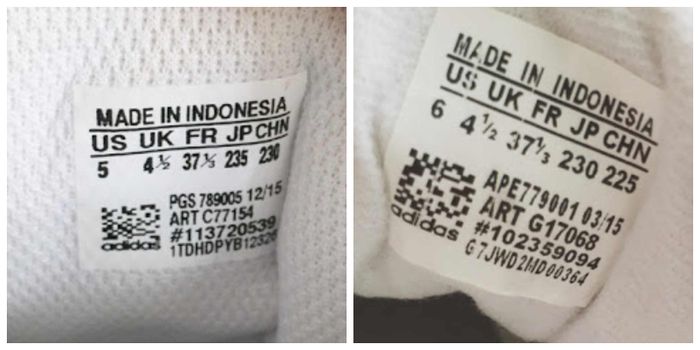 MADE IN INDONESIA
US UK FR JP CHN
5 4½ 37⅓ 235 230
PGS 789005 12/15
ART C77154
#113720539
1TDHDPYB12326
adidas
MADE IN INDONESIA
US UK FR JP CHN
6 4½ 37⅓ 230 225
APE779001 03/15
ART G17068
#102359094
G7JWD2MD00364
adidas